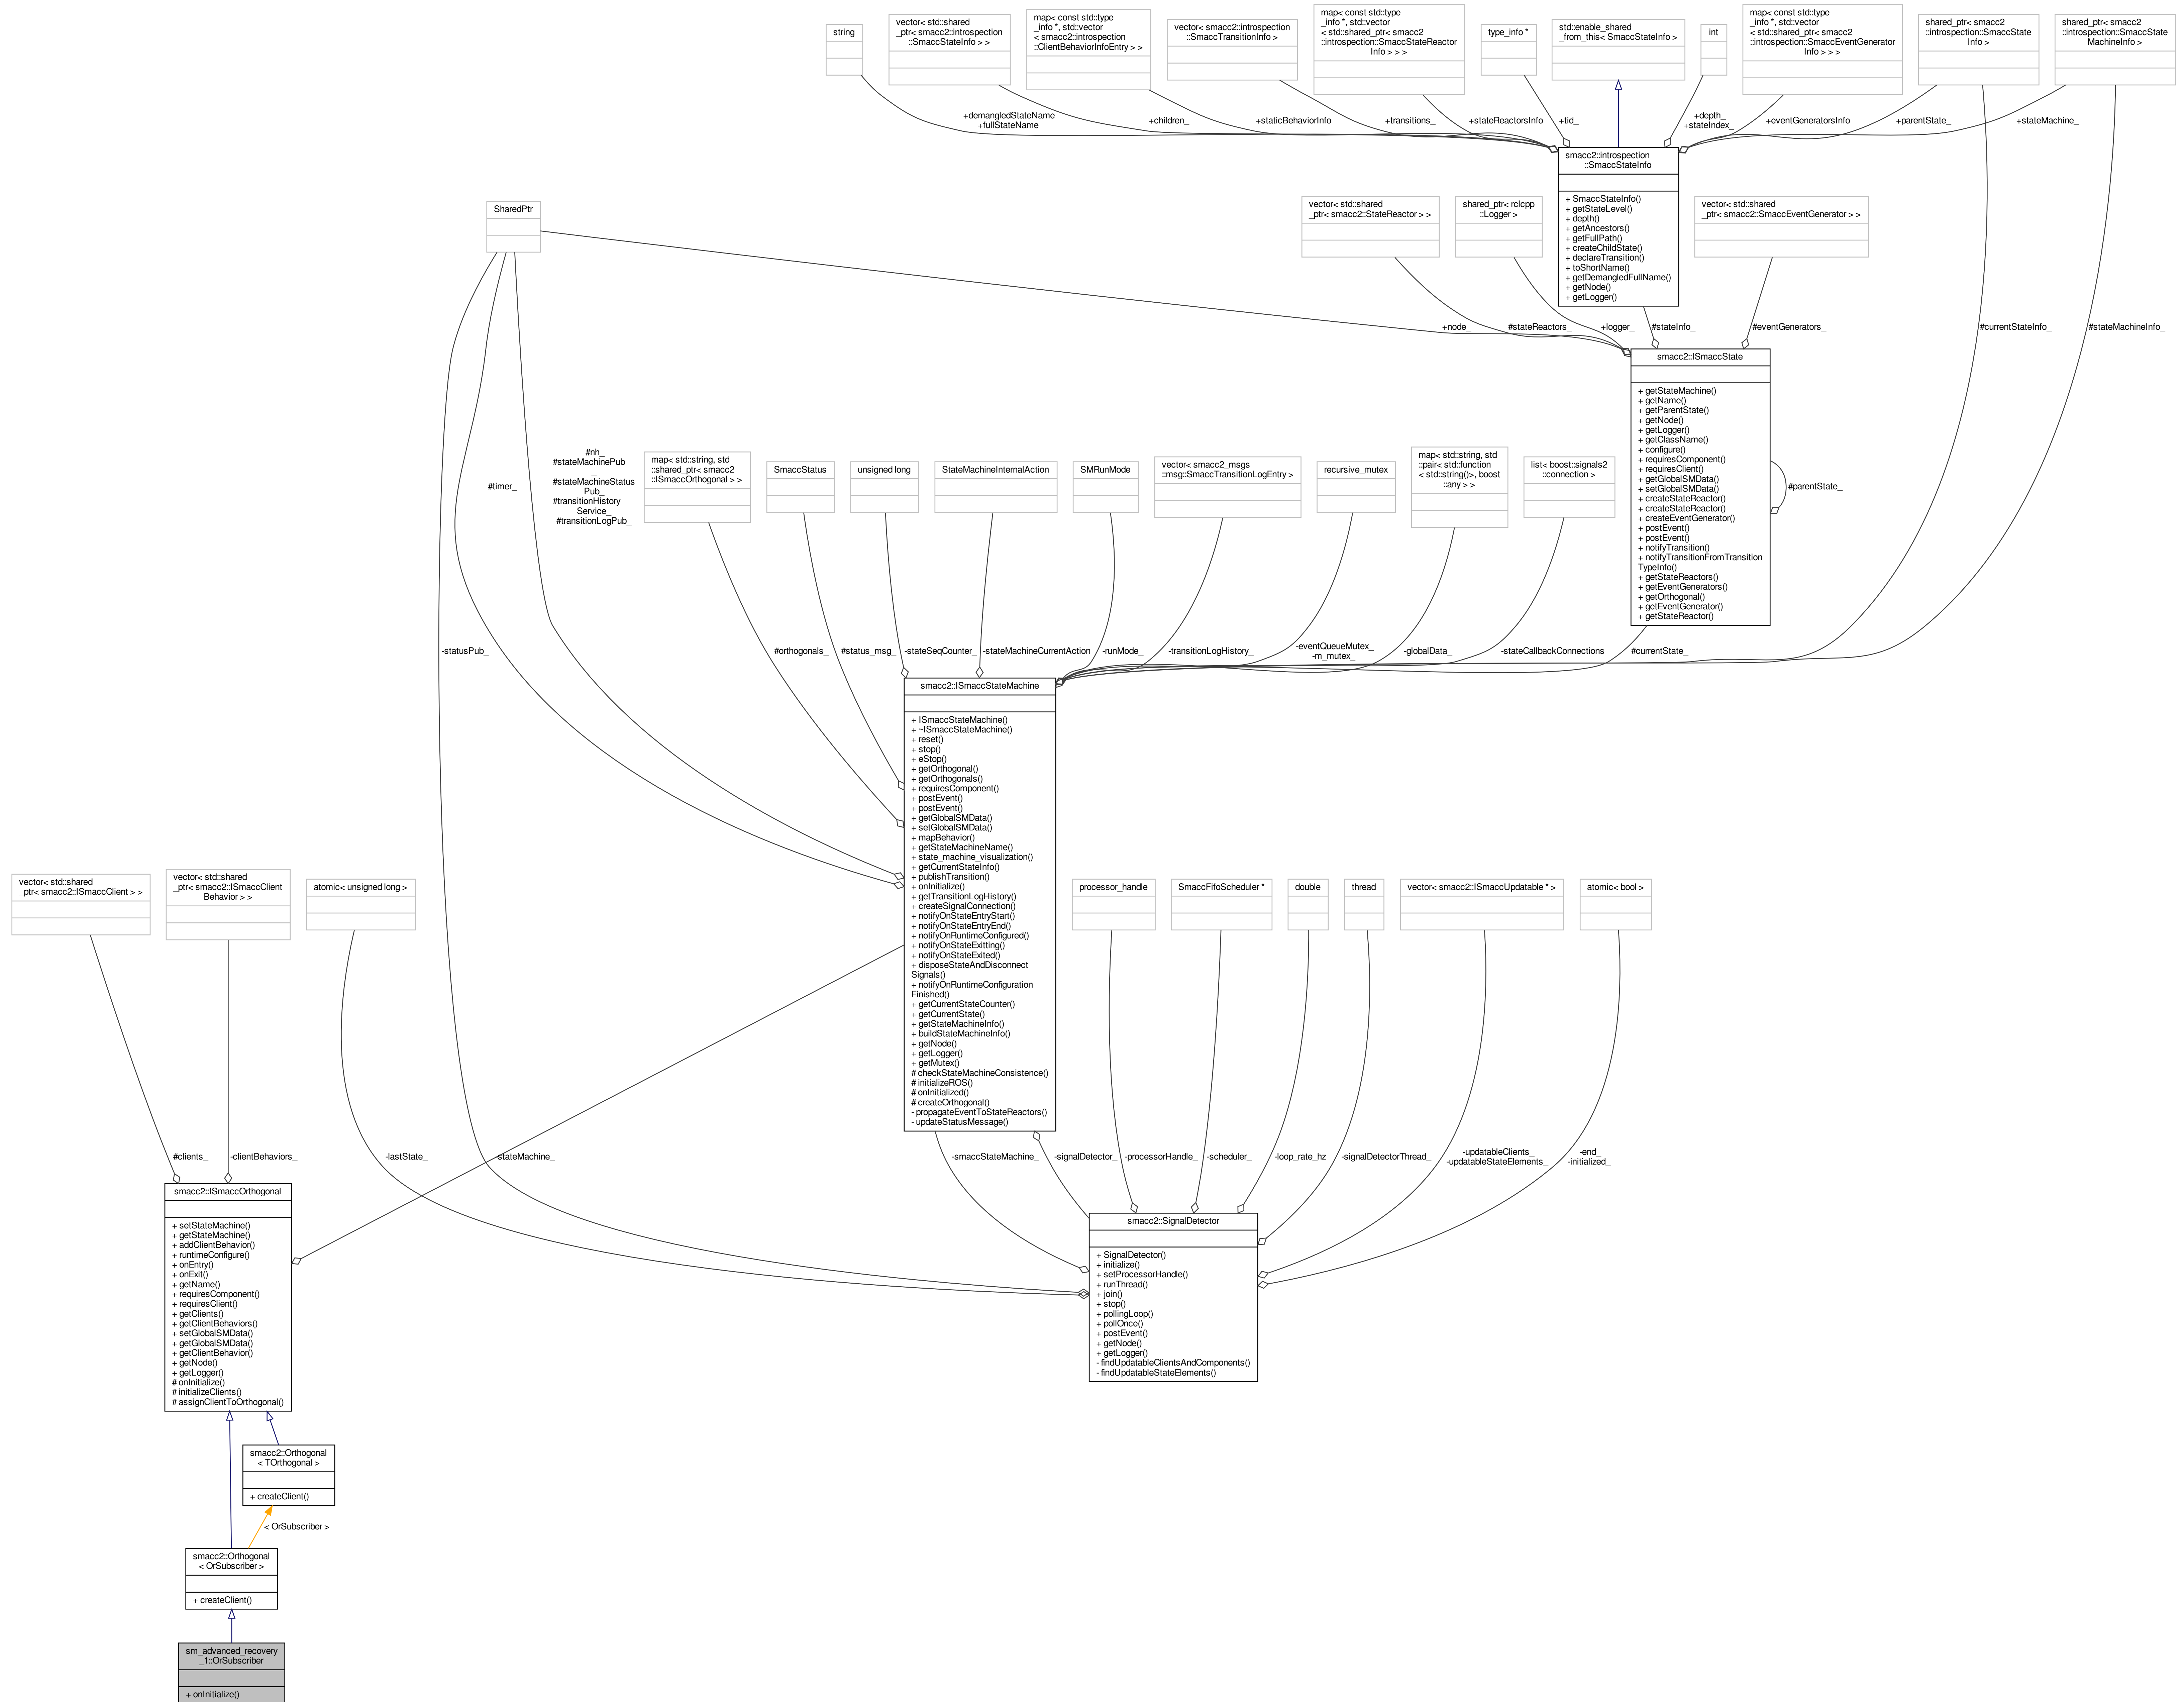 string
vector< std::shared
_ptr< smacc2::introspection
::SmaccStateInfo > >
map< const std::type
_info *, std::vector
< smacc2::introspection
::ClientBehaviorInfoEntry > >
vector< smacc2::introspection
::SmaccTransitionInfo >
map< const std::type
_info *, std::vector
< std::shared_ptr< smacc2
::introspection::SmaccStateReactor
Info > > >
type_info *
std::enable_shared
_from_this< SmaccStateInfo >
int
map< const std::type
_info *, std::vector
< std::shared_ptr< smacc2
::introspection::SmaccEventGenerator
Info > > >
shared_ptr< smacc2
::introspection::SmaccState
Info >
shared_ptr< smacc2
::introspection::SmaccState
MachineInfo >
+demangledStateName
+fullStateName
+children_
+staticBehaviorInfo
+transitions_
+stateReactorsInfo
+tid_
+depth_
+stateIndex_
+eventGeneratorsInfo
+parentState_
+stateMachine_
smacc2::introspection
::SmaccStateInfo
+ SmaccStateInfo()
+ getStateLevel()
+ depth()
+ getAncestors()
+ getFullPath()
+ createChildState()
+ declareTransition()
+ toShortName()
+ getDemangledFullName()
+ getNode()
+ getLogger()
SharedPtr
vector< std::shared
_ptr< smacc2::StateReactor > >
shared_ptr< rclcpp
::Logger >
vector< std::shared
_ptr< smacc2::SmaccEventGenerator > >
+node_
#stateReactors_
+logger_
#stateInfo_
#eventGenerators_
#currentStateInfo_
#stateMachineInfo_
smacc2::ISmaccState
+ getStateMachine()
+ getName()
+ getParentState()
+ getNode()
+ getLogger()
+ getClassName()
+ configure()
+ requiresComponent()
+ requiresClient()
+ getGlobalSMData()
+ setGlobalSMData()
+ createStateReactor()
+ createStateReactor()
+ createEventGenerator()
+ postEvent()
+ postEvent()
+ notifyTransition()
+ notifyTransitionFromTransition
TypeInfo()
+ getStateReactors()
+ getEventGenerators()
+ getOrthogonal()
+ getEventGenerator()
+ getStateReactor()
#parentState_
#timer_
#nh_
#stateMachinePub
_
#stateMachineStatus
Pub_
#transitionHistory
Service_
#transitionLogPub_
map< std::string, std
::shared_ptr< smacc2
::ISmaccOrthogonal > >
SmaccStatus
unsigned long
StateMachineInternalAction
SMRunMode
vector< smacc2_msgs
::msg::SmaccTransitionLogEntry >
recursive_mutex
map< std::string, std
::pair< std::function
< std::string()>, boost
::any > >
list< boost::signals2
::connection >
-statusPub_
#orthogonals_
#status_msg_
-stateSeqCounter_
-stateMachineCurrentAction
-runMode_
-transitionLogHistory_
-eventQueueMutex_
-m_mutex_
-globalData_
-stateCallbackConnections
#currentState_
smacc2::ISmaccStateMachine
+ ISmaccStateMachine()
+ ~ISmaccStateMachine()
+ reset()
+ stop()
+ eStop()
+ getOrthogonal()
+ getOrthogonals()
+ requiresComponent()
+ postEvent()
+ postEvent()
+ getGlobalSMData()
+ setGlobalSMData()
+ mapBehavior()
+ getStateMachineName()
+ state_machine_visualization()
+ getCurrentStateInfo()
+ publishTransition()
+ onInitialize()
+ getTransitionLogHistory()
+ createSignalConnection()
+ notifyOnStateEntryStart()
+ notifyOnStateEntryEnd()
+ notifyOnRuntimeConfigured()
+ notifyOnStateExitting()
+ notifyOnStateExited()
+ disposeStateAndDisconnect
Signals()
+ notifyOnRuntimeConfiguration
Finished()
+ getCurrentStateCounter()
+ getCurrentState()
+ getStateMachineInfo()
+ buildStateMachineInfo()
+ getNode()
+ getLogger()
+ getMutex()
# checkStateMachineConsistence()
# initializeROS()
# onInitialized()
# createOrthogonal()
- propagateEventToStateReactors()
- updateStatusMessage()
vector< std::shared
_ptr< smacc2::ISmaccClient > >
vector< std::shared
_ptr< smacc2::ISmaccClient
Behavior > >
atomic< unsigned long >
processor_handle
SmaccFifoScheduler *
double
thread
vector< smacc2::ISmaccUpdatable * >
atomic< bool >
#clients_
-clientBehaviors_
-lastState_
-stateMachine_
-smaccStateMachine_
-signalDetector_
-processorHandle_
-scheduler_
-loop_rate_hz
-signalDetectorThread_
-updatableClients_
-updatableStateElements_
-end_
-initialized_
smacc2::ISmaccOrthogonal
+ setStateMachine()
+ getStateMachine()
+ addClientBehavior()
+ runtimeConfigure()
+ onEntry()
+ onExit()
+ getName()
+ requiresComponent()
+ requiresClient()
+ getClients()
+ getClientBehaviors()
+ setGlobalSMData()
+ getGlobalSMData()
+ getClientBehavior()
+ getNode()
+ getLogger()
# onInitialize()
# initializeClients()
# assignClientToOrthogonal()
smacc2::SignalDetector
+ SignalDetector()
+ initialize()
+ setProcessorHandle()
+ runThread()
+ join()
+ stop()
+ pollingLoop()
+ pollOnce()
+ postEvent()
+ getNode()
+ getLogger()
- findUpdatableClientsAndComponents()
- findUpdatableStateElements()
smacc2::Orthogonal
< TOrthogonal >
+ createClient()
< OrSubscriber >
smacc2::Orthogonal
< OrSubscriber >
+ createClient()
sm_advanced_recovery
_1::OrSubscriber
+ onInitialize()